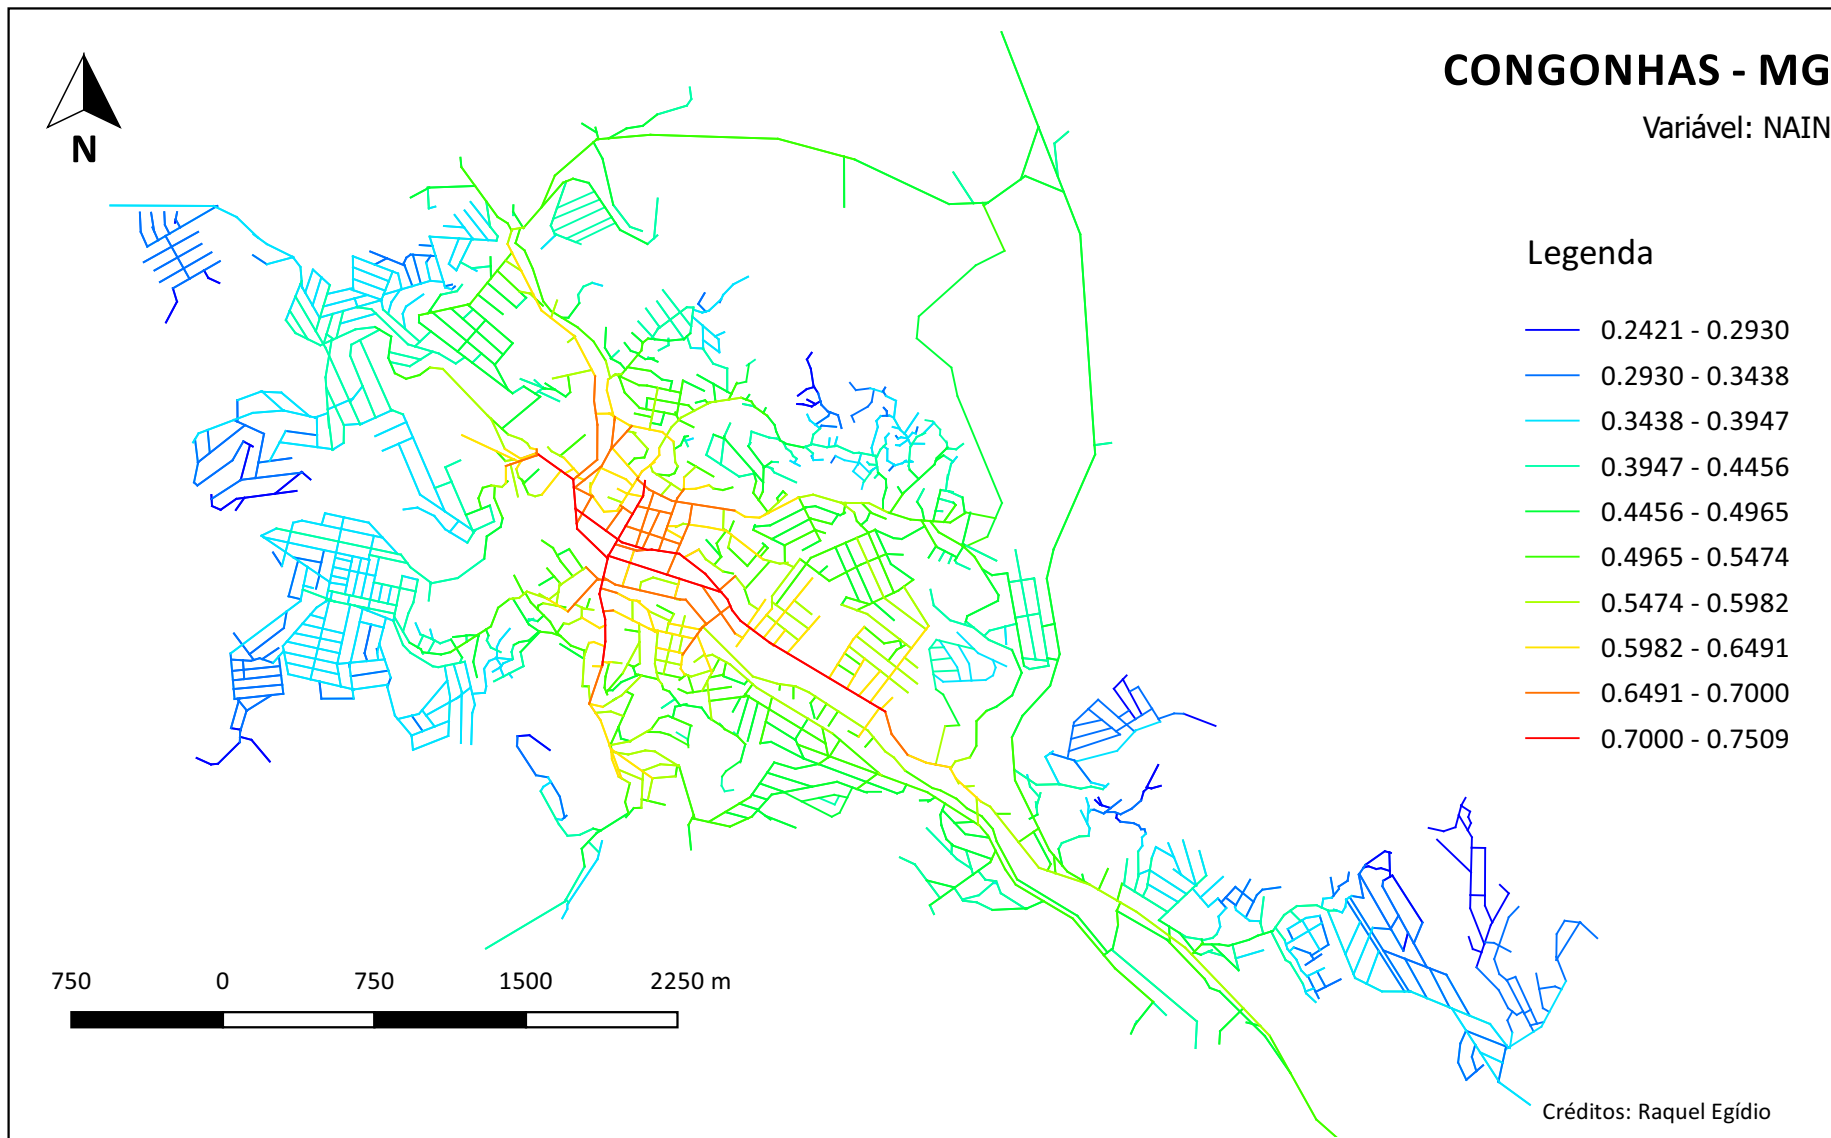 CONGONHAS - MG
Variável: NAIN
N
Legenda
0.2421 - 0.2930
0.2930 - 0.3438
0.3438 - 0.3947
0.3947 - 0.4456
0.4456 - 0.4965
0.4965 - 0.5474
0.5474 - 0.5982
0.5982 - 0.6491
0.6491 - 0.7000
0.7000 - 0.7509
750 0 750 1500 2250 m
Créditos: Raquel Egídio